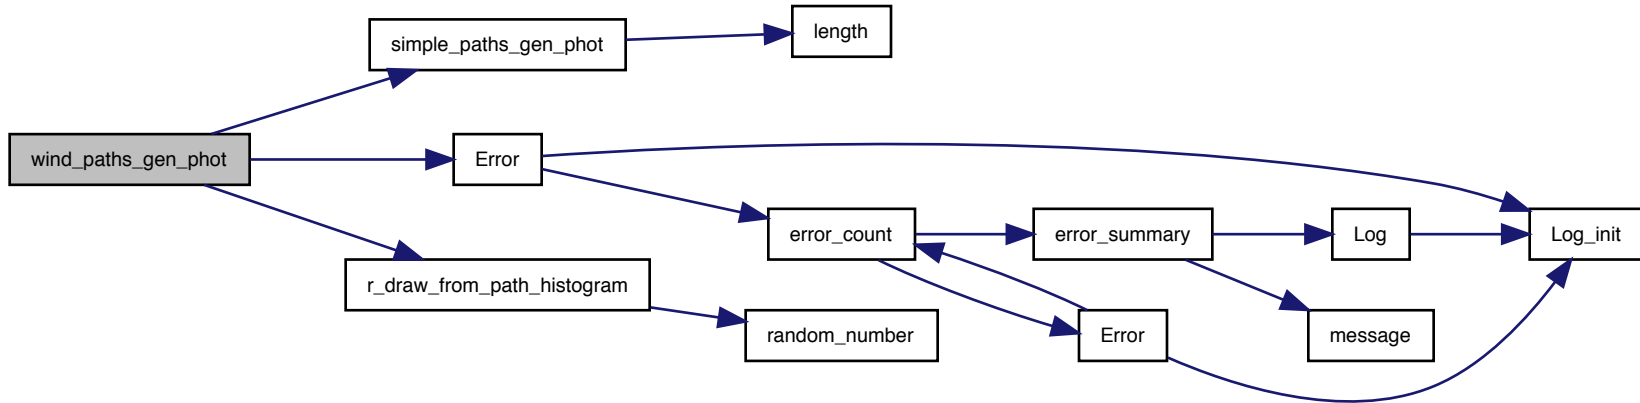 wind_paths_gen_phot
simple_paths_gen_phot
length
Error
r_draw_from_path_histogram
error_count
error_summary
Log
Log_init
random_number
Error
message